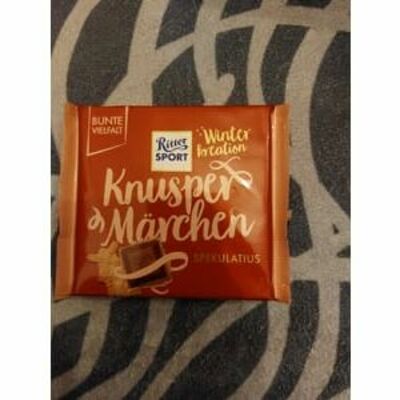 BUNTE
VIELFALT
Ritter
SPORT
Winter
Kreation
Knusper
Märchen
SPEKULATIUS